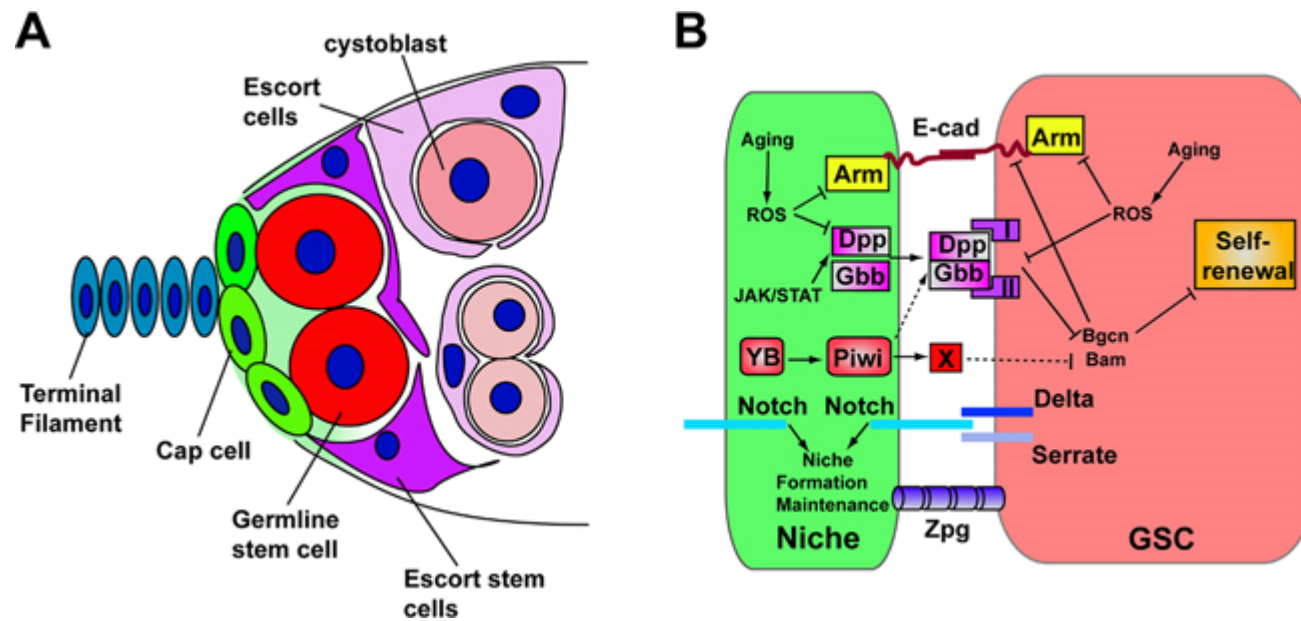 A
cystoblast
Escort
cells
Terminal
Filament
Cap cell
Germline
stem cell
Escort stem
cells
B
E-cad
Aging
Arm
Arm
Aging
ROS
ROS
Dpp
Gbb
Dpp
Gbb
I
II
Self-
renewal
JAK/STAT
YB
Piwi
X
Bgcn
Bam
Notch
Notch
Delta
Serrate
Niche
Formation
Maintenance
Zpg
Niche
GSC